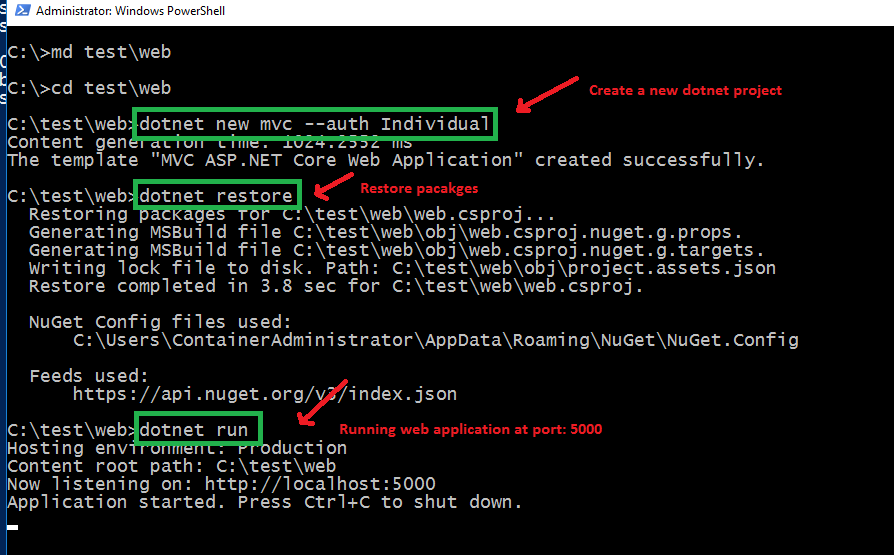 Administrator: Windows PowerShell
C:\>md test\web
C:\>cd test\web
Create a new dotnet project
C:\test\web>dotnet new mvc --auth Individual
Content generation time: 1024.2552 ms
The template "MVC ASP.NET Core Web Application" created successfully.
C:\test\web>dotnet restore
Restore pacakges
Restoring packages for C:\test\web\web.csproj...
Generating MSBuild file C:\test\web\obj\web.csproj.nuget.g.props.
Generating MSBuild file C:\test\web\obj\web.csproj.nuget.g.targets.
Writing lock file to disk. Path: C:\test\web\obj\project.assets.json
Restore completed in 3.8 sec for C:\test\web\web.csproj.
NuGet Config files used:
C:\Users\ContainerAdministrator\AppData\Roaming\NuGet\NuGet.Config
Feeds used:
https://api.nuget.org/v3/index.json
C:\test\web>dotnet run
Running web application at port: 5000
Hosting environment: Production
Content root path: C:\test\web
Now listening on: http://localhost:5000
Application started. Press Ctrl+C to shut down.